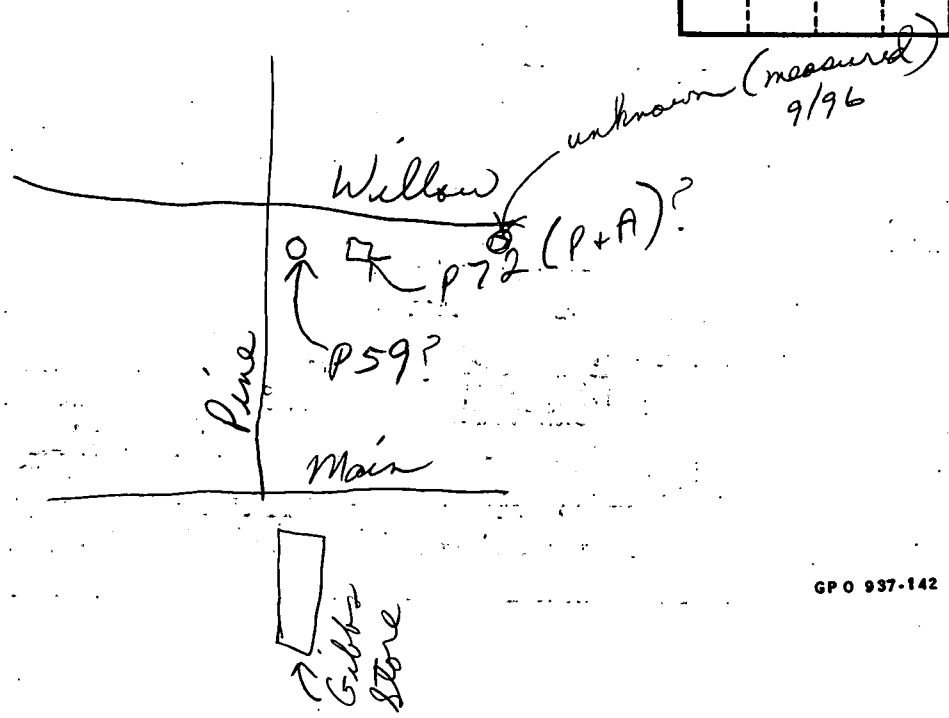 unknown (measured)
9/96
Willow
P72 (P+A)?
P59?
Pine
Main
GPO 937-142
Gibbs
Store